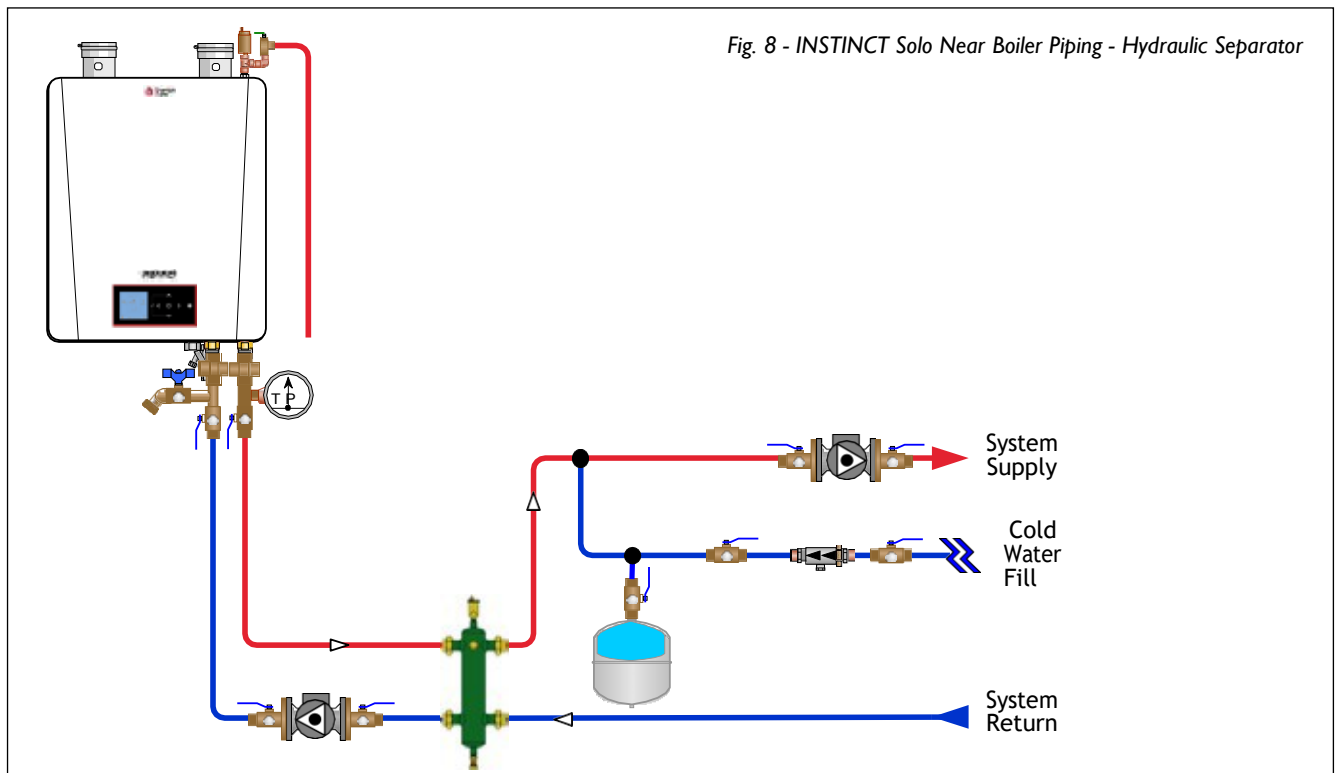 Fig. 8 - INSTINCT Solo Near Boiler Piping - Hydraulic Separator
T P
System
Supply
Cold
Water
Fill
System
Return